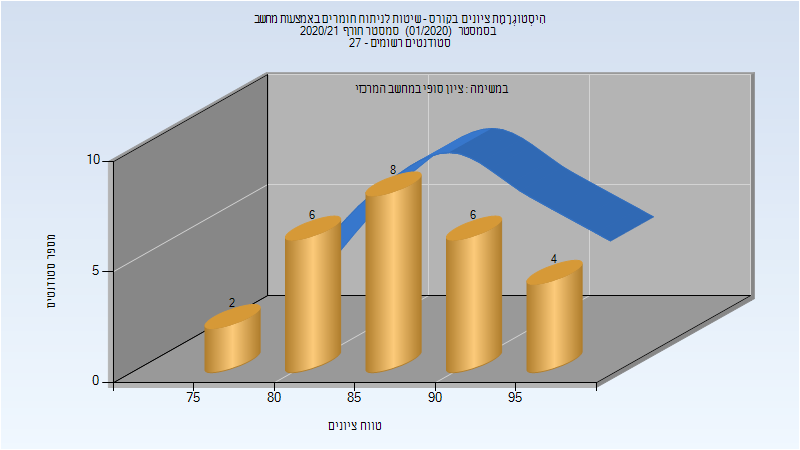 היסטוגרמת ציונים בקורס - שיטות לניתוח חומרים באמצעות מחשב
בסמסטר (01/2020) סמסטר חורף 2020/21
סטודנטים רשומים - 27
במשימה : ציון סופי במחשב המרכזי
מספר סטודנטים
10
5
0
2
6
8
6
4
75
80
85
90
95
טווח ציונים